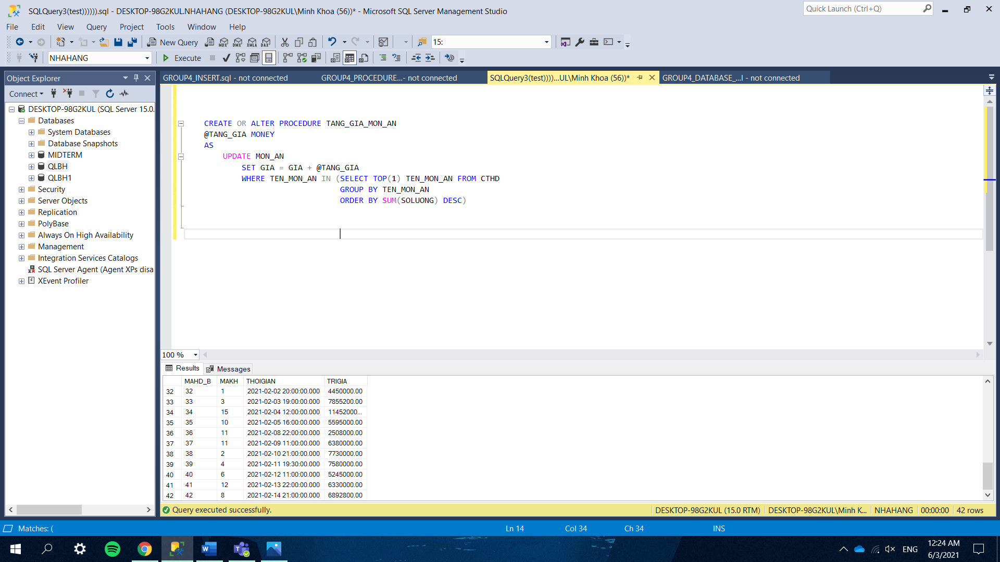 SQLQuery3(test)))))).sql - DESKTOP-98G2KUL.NHAHANG (DESKTOP-98G2KUL\Minh Khoa (56))* - Microsoft SQL Server Management Studio
Quick Launch (Ctrl+Q)
File Edit View Query Project Tools Window Help
New Query MDX DMX XMLA DAX 15:
NHAHANG Execute
Object Explorer
GROUP4_INSERT.sql - not connected GROUP4_PROCEDURE...- not connected SQLQuery3(test))))...UL\Minh Khoa (56))* GROUP4_DATABASE_...l - not connected
Connect
DESKTOP-98G2KUL (SQL Server 15.0.
Databases
System Databases
Database Snapshots
MIDTERM
QLBH
QLBH1
Security
Server Objects
Replication
PolyBase
Always On High Availability
Management
Integration Services Catalogs
SQL Server Agent (Agent XPs disa
XEvent Profiler
CREATE OR ALTER PROCEDURE TANG_GIA_MON_AN
@TANG_GIA MONEY
AS
UPDATE MON_AN
SET GIA = GIA + @TANG_GIA
WHERE TEN_MON_AN IN (SELECT TOP(1) TEN_MON_AN FROM CTHD
GROUP BY TEN_MON_AN
ORDER BY SUM(SOLUONG) DESC)
100 %
Results Messages
MAHD_B MAKH THOIGIAN TRIGIA
32 32 1 2021-02-02 20:00:00.000 4450000.00
33 33 3 2021-02-03 19:00:00.000 7855200.00
34 34 15 2021-02-04 12:00:00.000 11452000...
35 35 10 2021-02-05 16:00:00.000 5595000.00
36 36 11 2021-02-08 22:00:00.000 2508000.00
37 37 11 2021-02-09 11:00:00.000 6380000.00
38 38 2 2021-02-10 21:00:00.000 7730000.00
39 39 4 2021-02-11 19:30:00.000 7580000.00
40 40 6 2021-02-12 11:00:00.000 5245000.00
41 41 12 2021-02-13 22:00:00.000 6330000.00
42 42 8 2021-02-14 21:00:00.000 6892800.00
Query executed successfully. DESKTOP-98G2KUL (15.0 RTM) DESKTOP-98G2KUL\Minh K... NHAHANG 00:00:00 42 rows
Matches: ( Ln 14 Col 34 Ch 34 INS
ENG
12:24 AM
6/3/2021